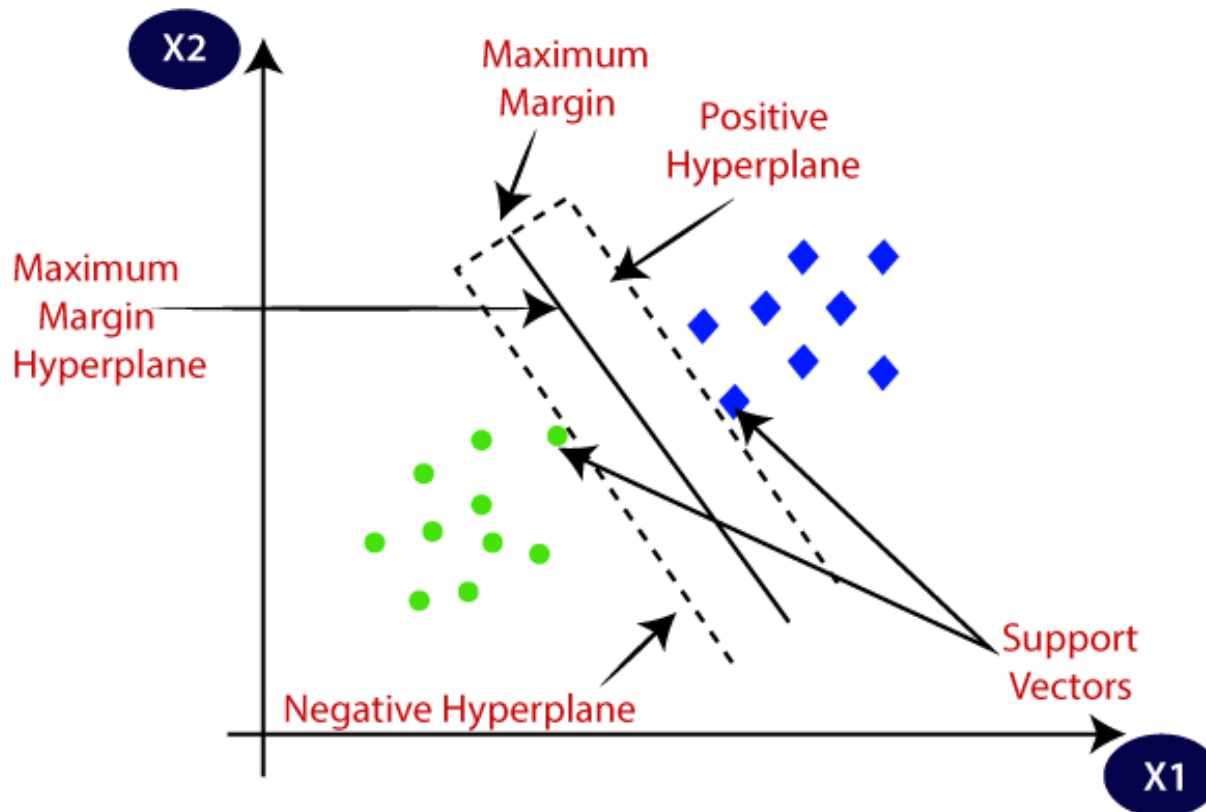 X2
Maximum
Margin
Positive
Hyperplane
Maximum
Margin
Hyperplane
Support
Vectors
Negative Hyperplane
X1